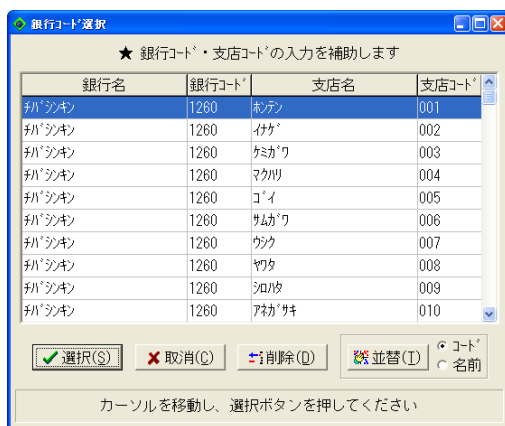 銀行ｺｰﾄﾞ選択
★ 銀行ｺｰﾄﾞ・支店ｺｰﾄﾞの入力を補助します
銀行名 銀行ｺｰﾄﾞ 支店名 支店ｺｰﾄﾞ
ﾁﾊﾞｼﾝｷﾝ 1260 ﾎﾝﾃﾝ 001
ﾁﾊﾞｼﾝｷﾝ 1260 ｲﾅｹﾞ 002
ﾁﾊﾞｼﾝｷﾝ 1260 ｹﾐｶﾞﾜ 003
ﾁﾊﾞｼﾝｷﾝ 1260 ﾏｸﾊﾘ 004
ﾁﾊﾞｼﾝｷﾝ 1260 ｺﾞｲ 005
ﾁﾊﾞｼﾝｷﾝ 1260 ｻﾑｶﾞﾜ 006
ﾁﾊﾞｼﾝｷﾝ 1260 ｳｼｸ 007
ﾁﾊﾞｼﾝｷﾝ 1260 ﾔﾜﾀ 008
ﾁﾊﾞｼﾝｷﾝ 1260 ｼﾛﾊﾀ 009
ﾁﾊﾞｼﾝｷﾝ 1260 ｱﾈｶﾞｻｷ 010
選択(S) 取消(C) 削除(D) 並替(T) ｺｰﾄﾞ
名前
カーソルを移動し、選択ボタンを押してください